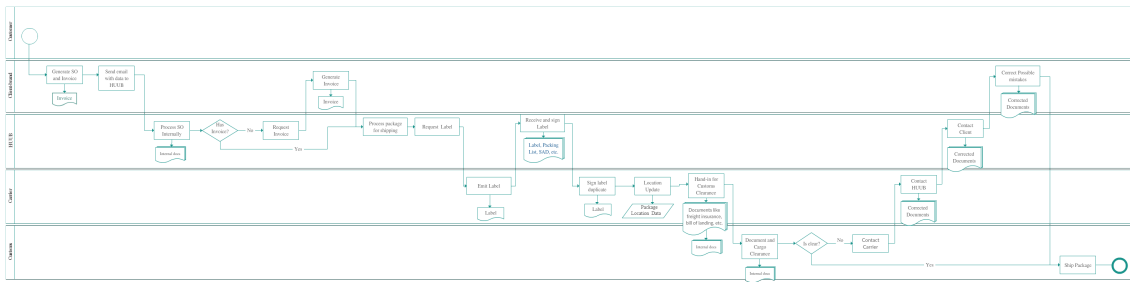 Customer
Client-brand
Generate SO
and Invoice
Invoice
Send email
with data to
HUUB
Generate
Invoice
Invoice
Correct Possible
mistakes
Corrected
Documents
HUUB
Process SO
Internally
Internal docs
Has
Invoice?
No
Yes
Request
Invoice
Process package
for shipping
Request Label
Receive and sign
Label
Label, Packing
List, SAD, etc.
Contact
Client
Corrected
Documents
Carrier
Emit Label
Label
Sign label
duplicate
Label
Location
Update
Package
Location Data
Hand-in for
Customs
Clearance
Documents like
freight insurance,
bill of landing, etc.
Internal docs
Contact
HUUB
Corrected
Documents
Custom
Document and
Cargo
Clearance
Internal docs
Is clear?
No
Yes
Contact
Carrier
Ship Package